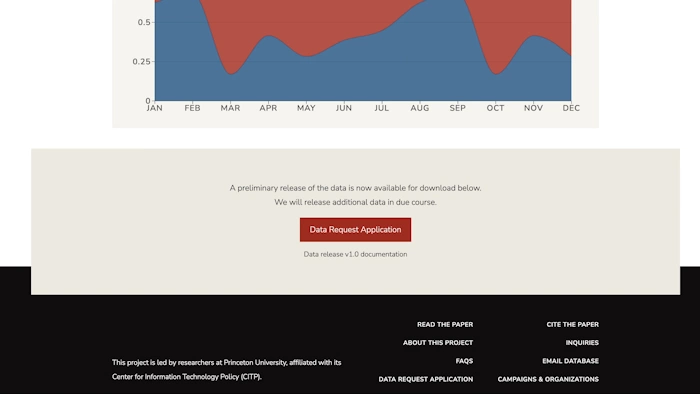 0.5
0.25
0
JAN FEB MAR APR MAY JUN JUL AUG SEP OCT NOV DEC
A preliminary release of the data is now available for download below.
We will release additional data in due course.
Data Request Application
Data release v1.0 documentation
READ THE PAPER
CITE THE PAPER
ABOUT THIS PROJECT
INQUIRIES
This project is led by researchers at Princeton University, affiliated with its
FAQS
EMAIL DATABASE
Center for Information Technology Policy (CITP).
DATA REQUEST APPLICATION
CAMPAIGNS & ORGANIZATIONS